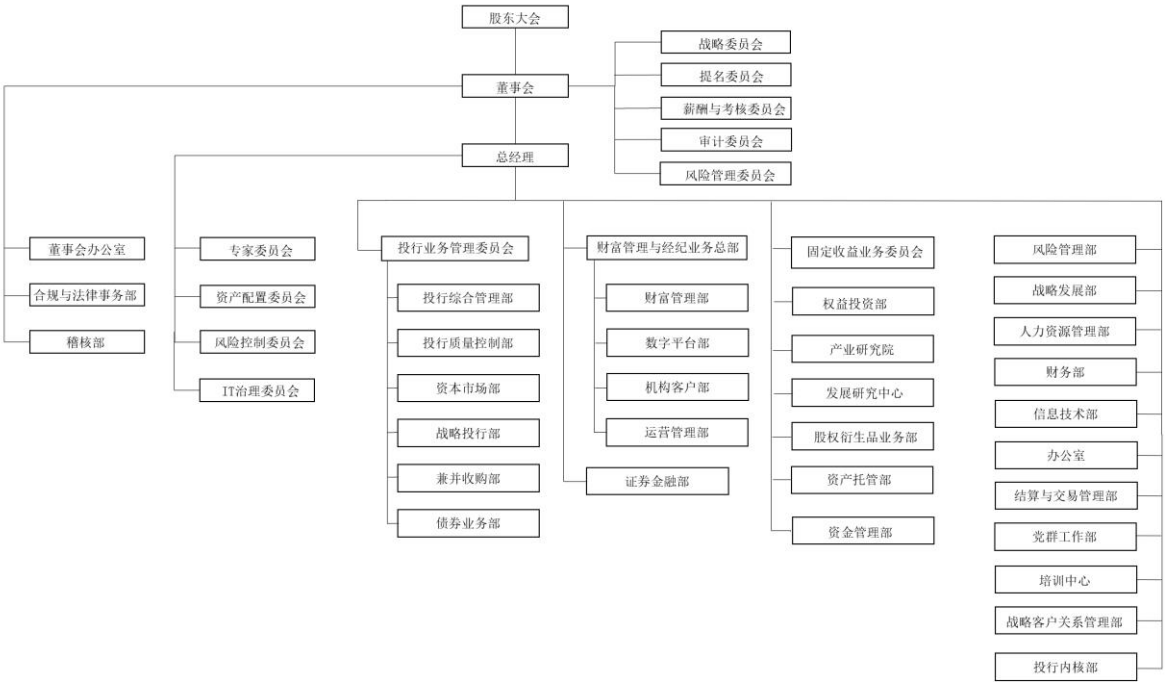 股东大会
董事会
战略委员会
提名委员会
薪酬与考核委员会
审计委员会
风险管理委员会
总经理
董事会办公室
合规与法律事务部
稽核部
专家委员会
资产配置委员会
风险控制委员会
IT治理委员会
投行业务管理委员会
投行综合管理部
投行质量控制部
资本市场部
战略投行部
兼并收购部
债券业务部
财富管理与经纪业务总部
财富管理部
数字平台部
机构客户部
运营管理部
证券金融部
固定收益业务委员会
权益投资部
产业研究院
发展研究中心
股权衍生品业务部
资产托管部
资金管理部
风险管理部
战略发展部
人力资源管理部
财务部
信息技术部
办公室
结算与交易管理部
党群工作部
培训中心
战略客户关系管理部
投行内核部